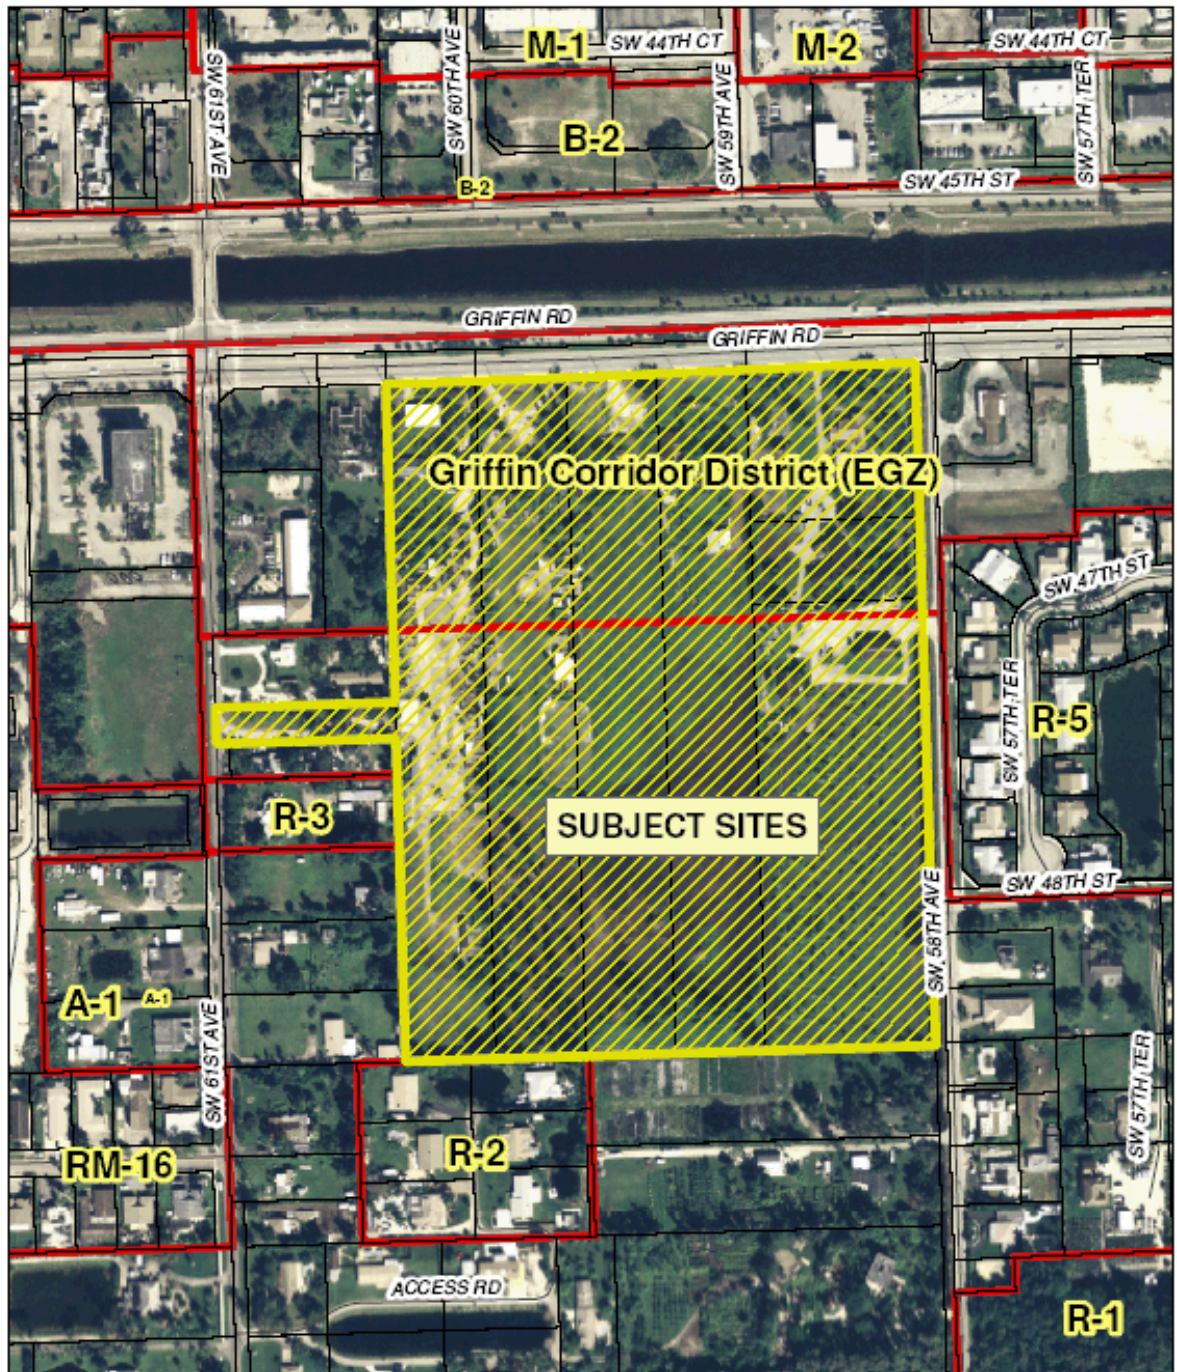 M-1
SW 44TH CT
M-2
SW 44TH CT
SW 61ST AVE
SW 60TH AVE
SW 59TH AVE
SW 57TH TER
B-2
B-2
SW 45TH ST
GRIFFIN RD
GRIFFIN RD
Griffin Corridor District (EGZ)
SW 47TH ST
SW 57TH TER
R-5
R-3
SUBJECT SITES
SW 48TH ST
SW 58TH AVE
A-1
A-1
SW 61ST AVE
SW 57TH TER
RM-16
R-2
ACCESS RD
R-1